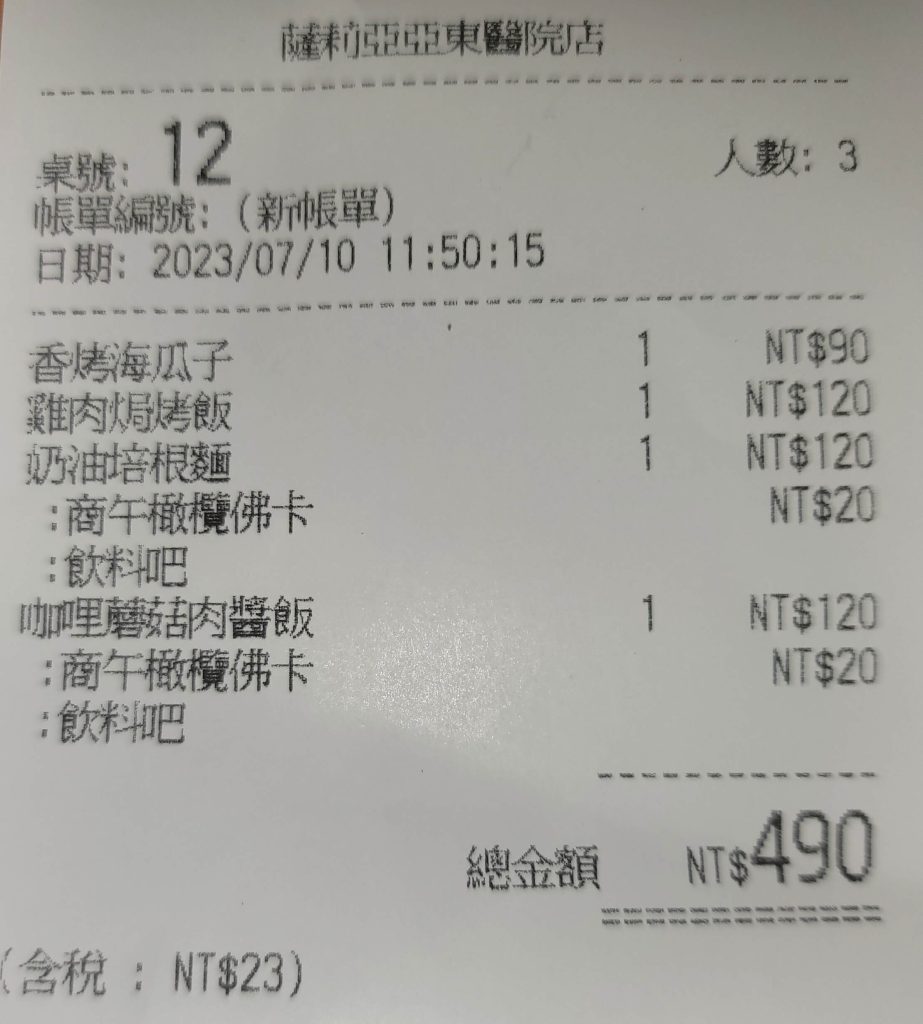 薩莉亞亞東醫院店
桌號: 12 人數: 3
帳單編號: (新帳單)
日期: 2023/07/10 11:50:15
香烤海瓜子 1 NT$90
雞肉焗烤飯 1 NT$120
奶油培根麵 1 NT$120
:商午橄欖佛卡 NT$20
:飲料吧
咖哩蘑菇肉醬飯 1 NT$120
:商午橄欖佛卡 NT$20
:飲料吧
總金額 NT$490
(含稅 : NT$23)